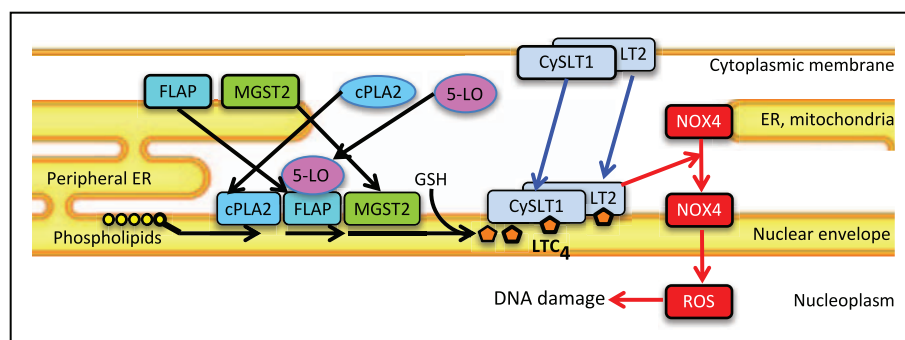 CySLT1
LT2
Cytoplasmic membrane
FLAP
MGST2
cPLA2
5-LO
NOX4
ER, mitochondria
Peripheral ER
5-LO
GSH
cPLA2
FLAP
MGST2
CySLT1
LT2
NOX4
Phospholipids
LTC4
Nuclear envelope
DNA damage
ROS
Nucleoplasm